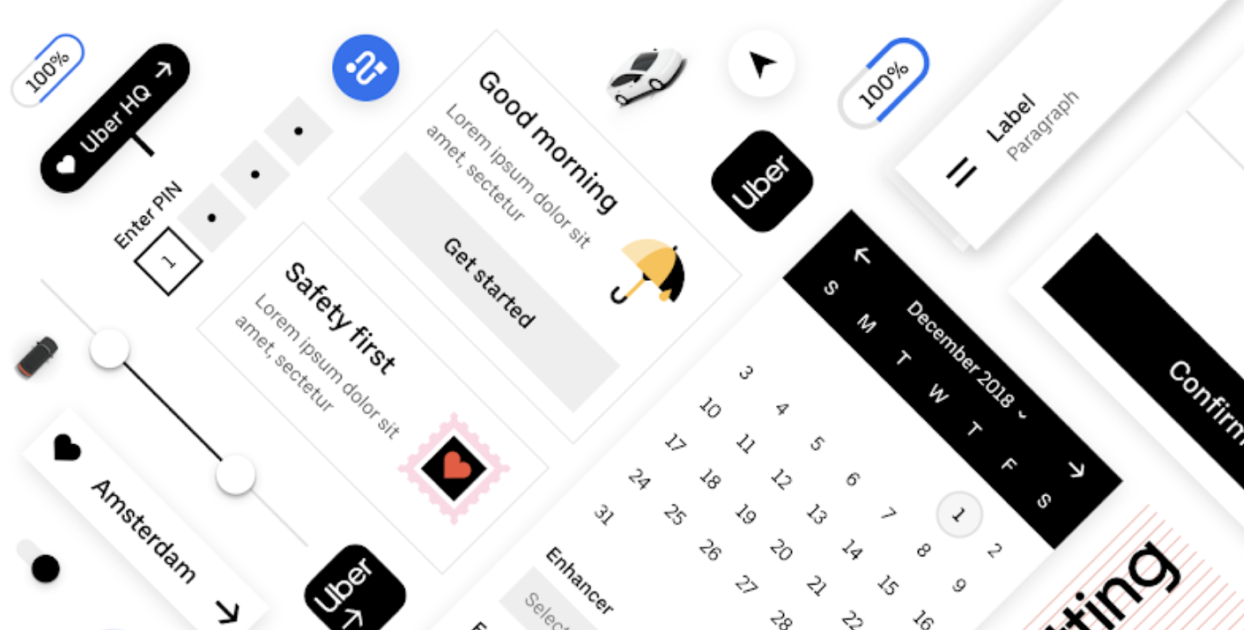 100%
Uber HQ
Enter PIN
1
Good morning
Lorem ipsum dolor sit
amet, sectetur
Get started
Safety first
Lorem ipsum dolor sit
amet, sectetur
Amsterdam
Uber
Uber
100%
Label
Paragraph
December 2018
S M T W T F S
1 2
3 4 5 6 7 8 9
10 11 12 13 14 15 16
17 18 19 20 21 22
24 25 26 27 28
31
Enhancer
Selec
Confirm
tting